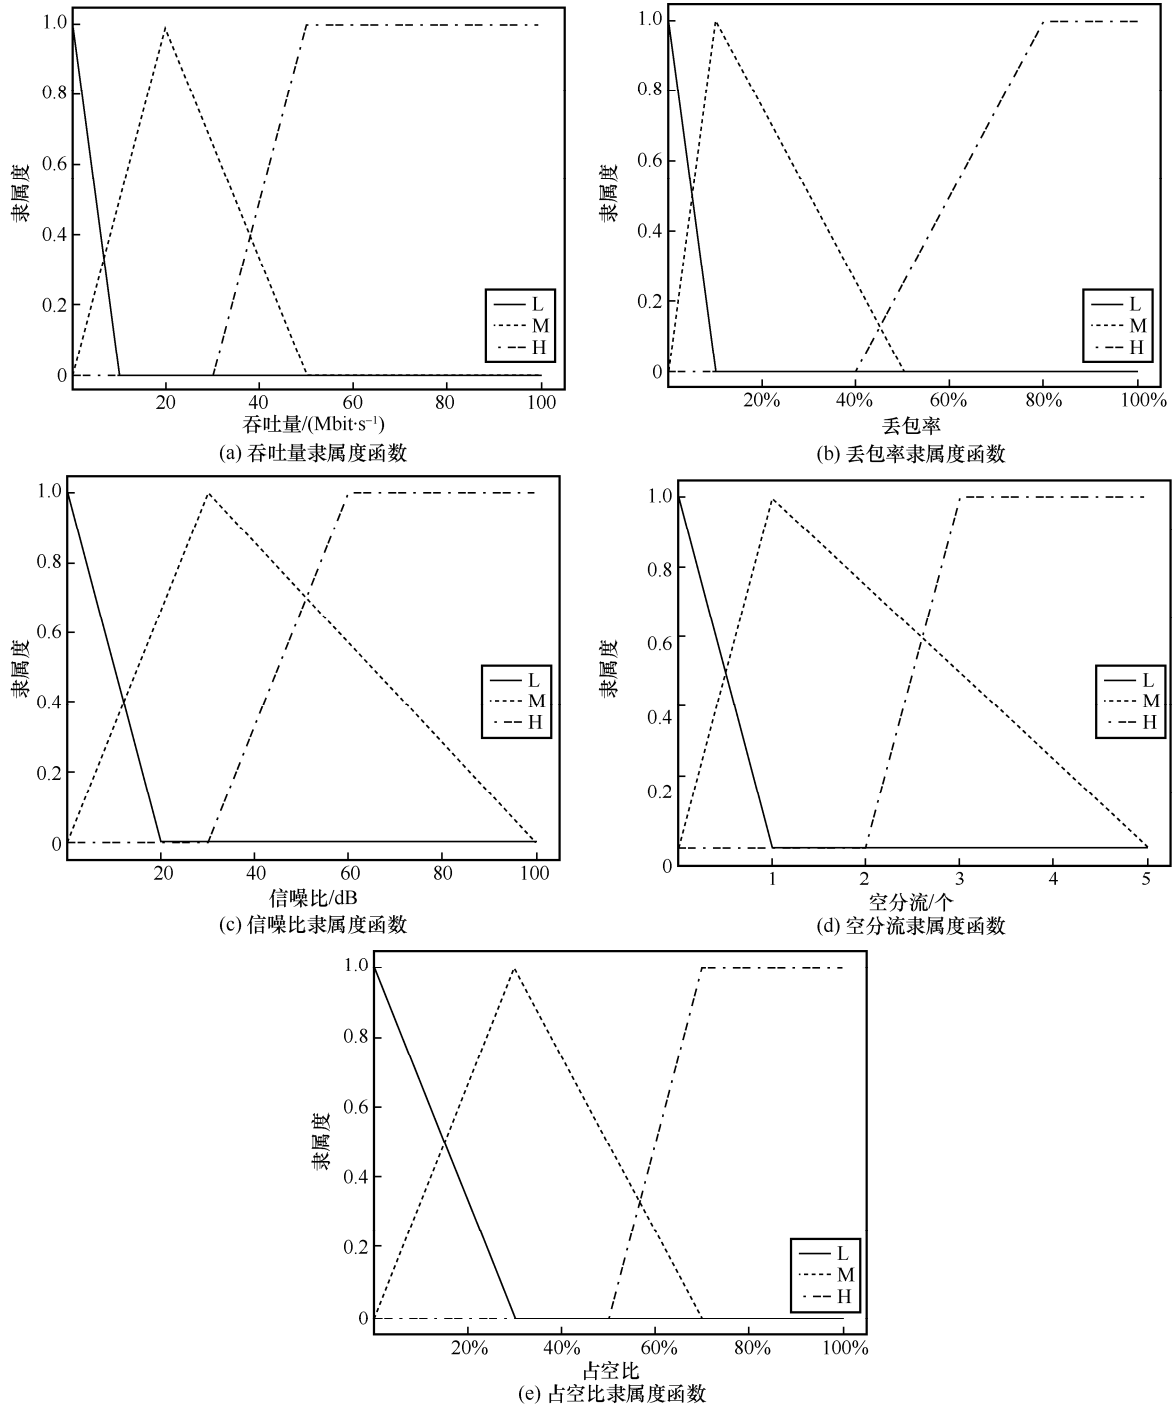 1.0
0.8
0.6
0.4
0.2
0
隶属度
L
M
H
20 40 60 80 100
吞吐量/(Mbit·s⁻¹)
(a) 吞吐量隶属度函数
1.0
0.8
0.6
0.4
0.2
0
隶属度
L
M
H
20% 40% 60% 80% 100%
丢包率
(b) 丢包率隶属度函数
1.0
0.8
0.6
0.4
0.2
0
隶属度
L
M
H
20 40 60 80 100
信噪比/dB
(c) 信噪比隶属度函数
1.0
0.8
0.6
0.4
0.2
0
隶属度
L
M
H
1 2 3 4 5
空分流/个
(d) 空分流隶属度函数
1.0
0.8
0.6
0.4
0.2
0
隶属度
L
M
H
20% 40% 60% 80% 100%
占空比
(e) 占空比隶属度函数